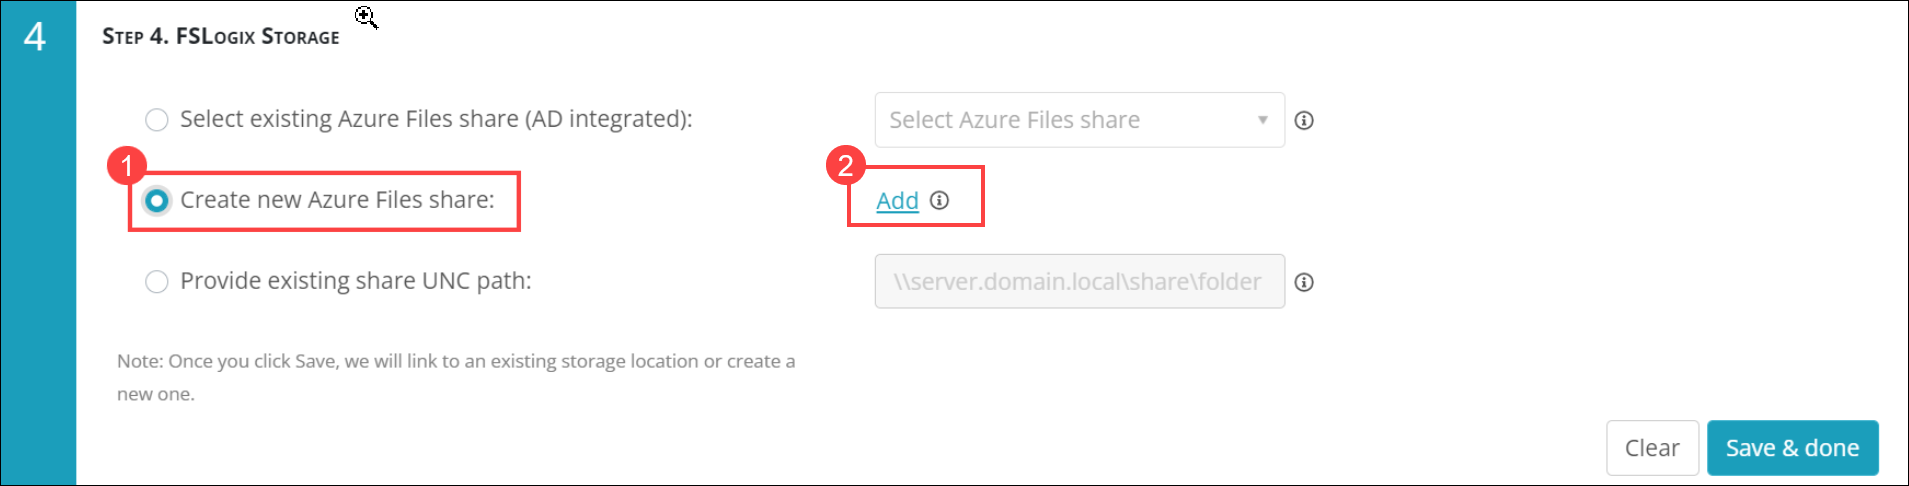 4
Step 4. FSLogix Storage
Select existing Azure Files share (AD integrated):
Select Azure Files share
1
Create new Azure Files share:
2
Add
Provide existing share UNC path:
\\server.domain.local\share\folder
Note: Once you click Save, we will link to an existing storage location or create a
new one.
Clear
Save & done